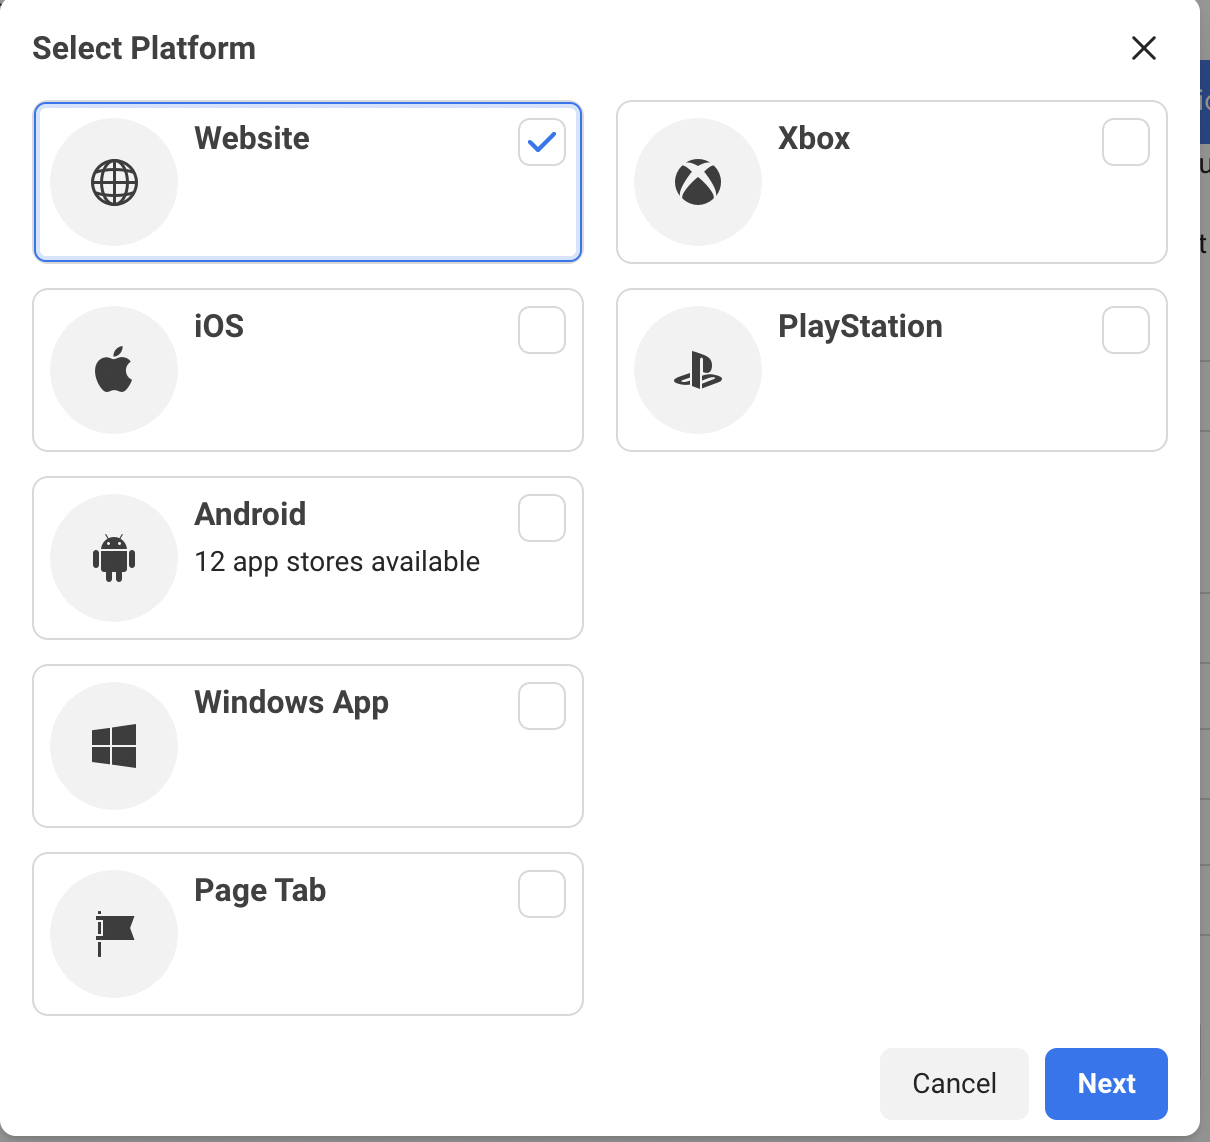 Select Platform
Website
Xbox
iOS
PlayStation
Android
12 app stores available
Windows App
Page Tab
Cancel
Next